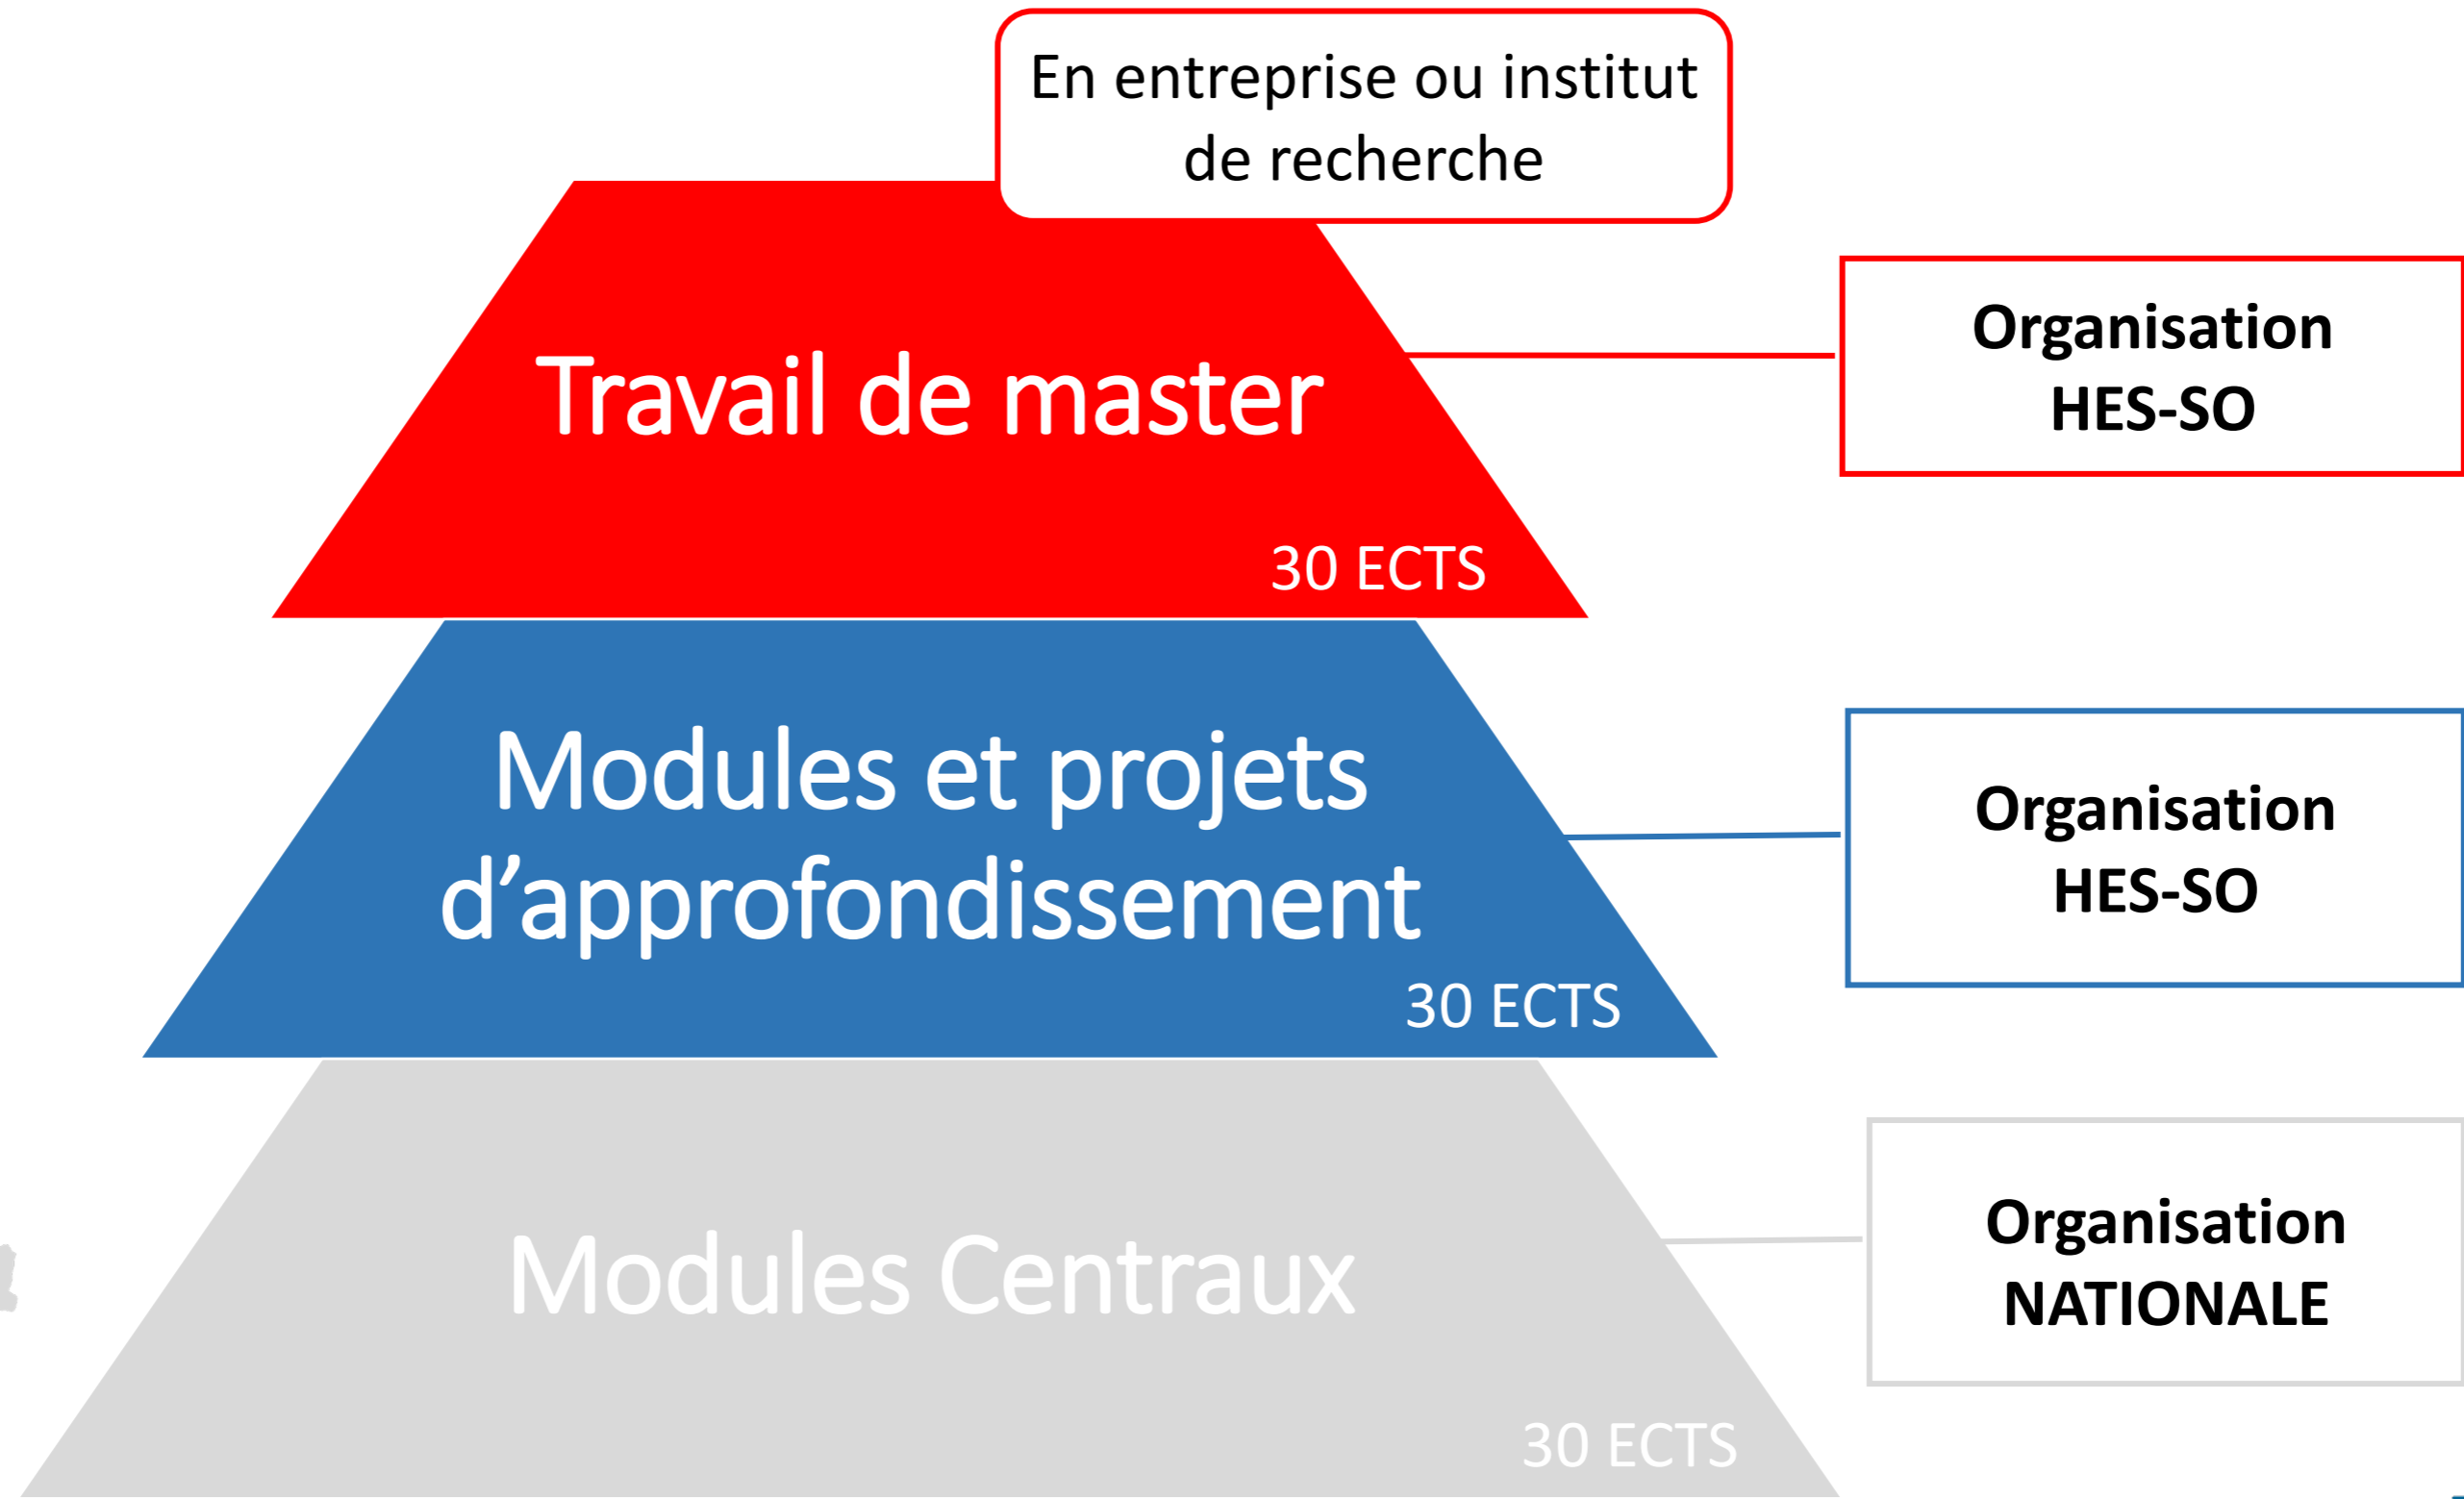 En entreprise ou institut
de recherche
Travail de master
30 ECTS
Organisation
HES-SO
Modules et projets
d’approfondissement
30 ECTS
Organisation
HES-SO
Modules Centraux
30 ECTS
Organisation
NATIONALE